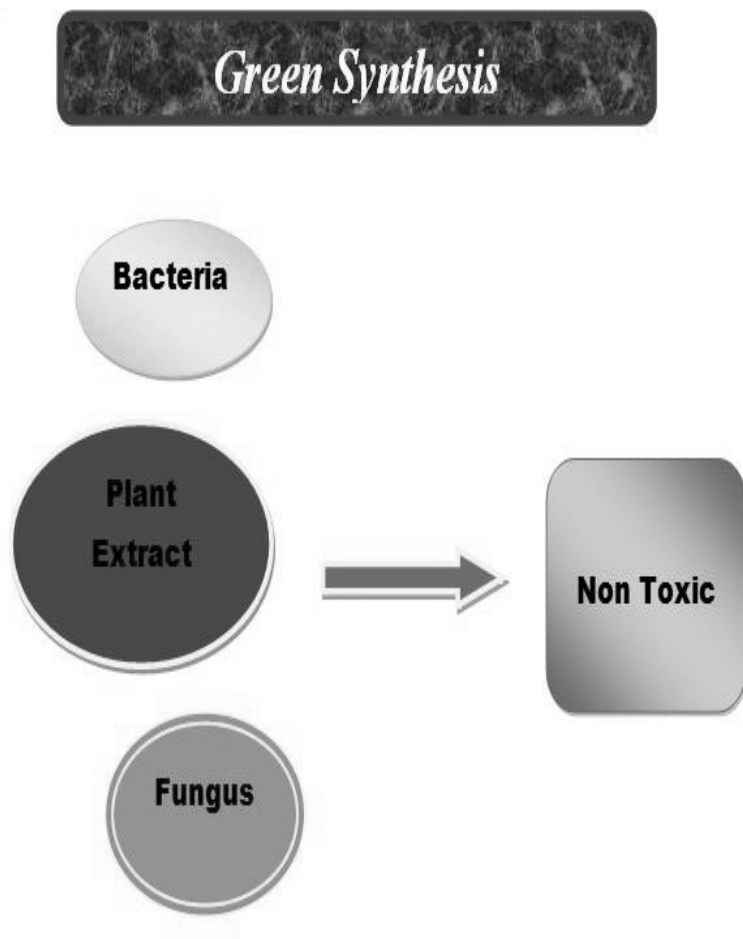 Green Synthesis
Bacteria
Plant
Extract
Non Toxic
Fungus